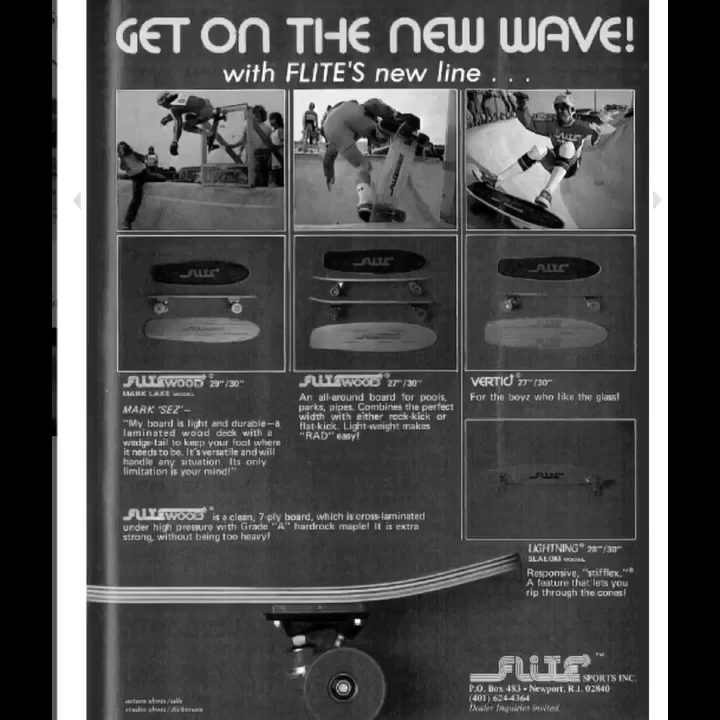 GET ON THE NEW WAVE!
with FLITE'S new line . . .
FLITEWOOD® 29"/30"
MARK LAKE MODEL
MARK 'SEZ'—
"My board is light and durable—a
laminated wood deck with a
wedge-tail to keep your foot where
it needs to be. It's versatile and will
handle any situation. Its only
limitation is your mind!"
FLITEWOOD® 27"/30"
An all-around board for pools,
parks, pipes. Combines the perfect
width with either rock-kick or
flat-kick. Light-weight makes
"RAD" easy!
VERTIC® 27"/30"
For the boyz who like the glass!
FLITEWOOD® is a clean, 7-ply board, which is cross-laminated
under high pressure with Grade "A" hardrock maple! It is extra
strong, without being too heavy!
LIGHTNING® 28"/30"
SLALOM MODEL
Responsive, "stifflex."®
A feature that lets you
rip through the cones!
FLITE™
SPORTS INC.
P.O. Box 483 • Newport, R.I. 02840
(401) 624-4364
Dealer Inquiries invited.
action shots/
studio shots/dickinson